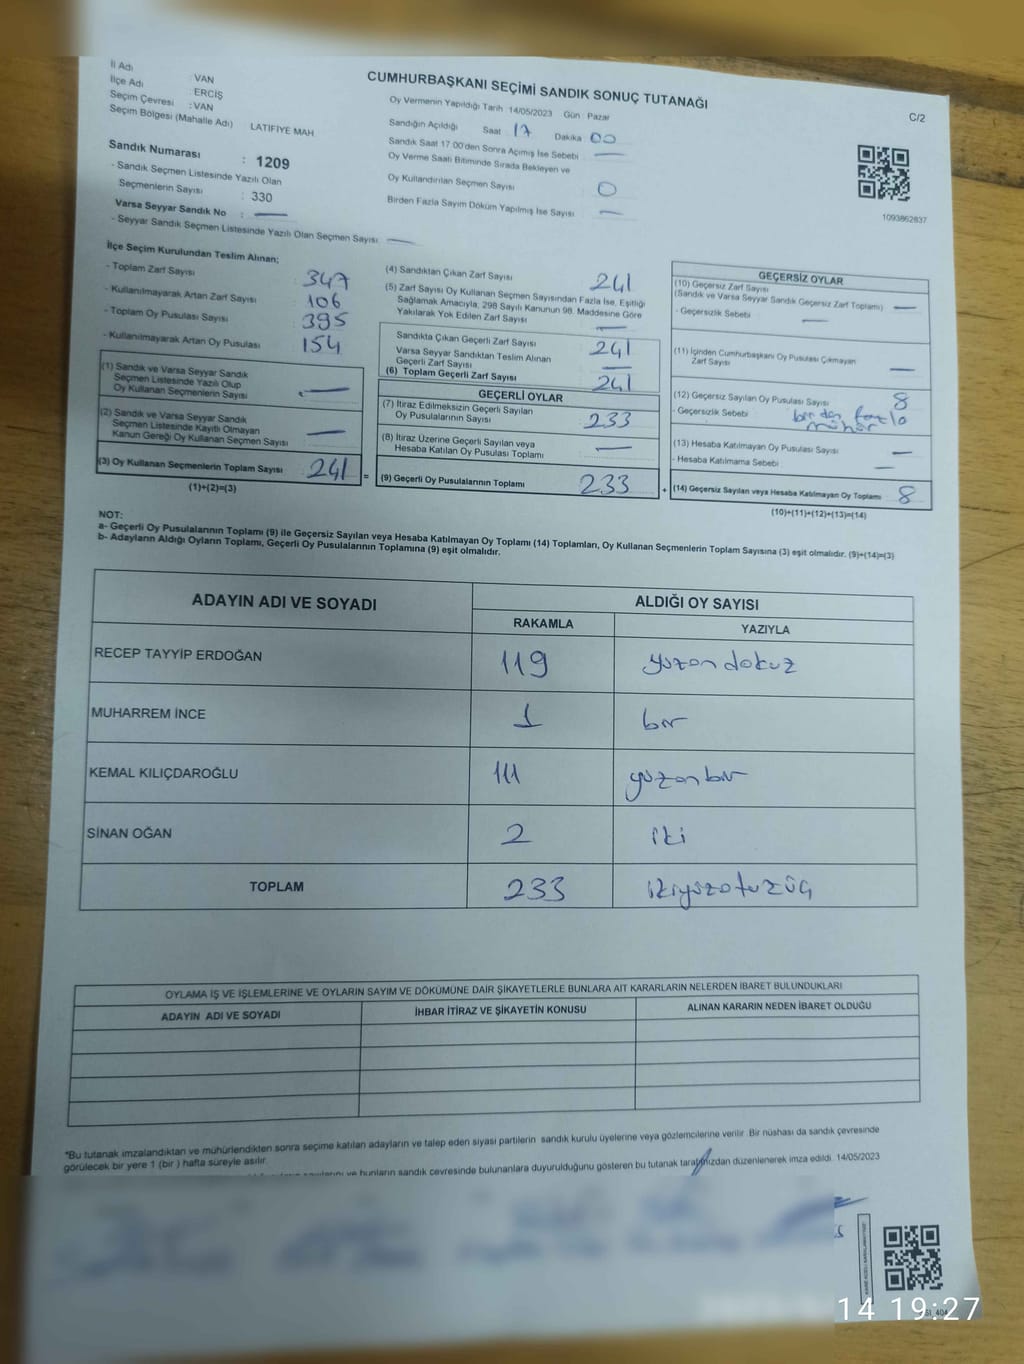 İl Adı
İlçe Adı : VAN
Seçim Çevresi : ERCİŞ
Seçim Bölgesi (Mahalle Adı) : VAN
LATIFIYE MAH
CUMHURBAŞKANI SEÇİMİ SANDIK SONUÇ TUTANAĞI
C/2
Oy Vermenin Yapıldığı Tarih : 14/05/2023 Gün : Pazar
Sandığın Açıldığı Saat 17 Dakika 00
Sandık Saat 17.00'den Sonra Açılmış İse Sebebi —
Oy Verme Saati Bitiminde Sırada Bekleyen ve
Oy Kullandırılan Seçmen Sayısı 0
Birden Fazla Sayım Döküm Yapılmış İse Sayısı —
1093862837
Sandık Numarası : 1209
- Sandık Seçmen Listesinde Yazılı Olan
Seçmenlerin Sayısı : 330
Varsa Seyyar Sandık No : —
- Seyyar Sandık Seçmen Listesinde Yazılı Olan Seçmen Sayısı: —
İlçe Seçim Kurulundan Teslim Alınan;
- Toplam Zarf Sayısı 347
- Kullanılmayarak Artan Zarf Sayısı 106
- Toplam Oy Pusulası Sayısı 395
- Kullanılmayarak Artan Oy Pusulası 154
(1) Sandık ve Varsa Seyyar Sandık
Seçmen Listesinde Yazılı Olup
Oy Kullanan Seçmenlerin Sayısı —
(2) Sandık ve Varsa Seyyar Sandık
Seçmen Listesinde Kayıtlı Olmayan
Kanun Gereği Oy Kullanan Seçmen Sayısı —
(3) Oy Kullanan Seçmenlerin Toplam Sayısı 241 =
(1)+(2)=(3)
(4) Sandıktan Çıkan Zarf Sayısı 241
(5) Zarf Sayısı Oy Kullanan Seçmen Sayısından Fazla İse, Eşitliği
Sağlamak Amacıyla, 298 Sayılı Kanunun 98. Maddesine Göre
Yakılarak Yok Edilen Zarf Sayısı —
Sandıkta Çıkan Geçerli Zarf Sayısı 241
Varsa Seyyar Sandıktan Teslim Alınan
Geçerli Zarf Sayısı —
(6) Toplam Geçerli Zarf Sayısı 241
GEÇERLİ OYLAR
(7) İtiraz Edilmeksizin Geçerli Sayılan
Oy Pusulalarının Sayısı 233
(8) İtiraz Üzerine Geçerli Sayılan veya
Hesaba Katılan Oy Pusulası Toplamı —
(9) Geçerli Oy Pusulalarının Toplamı 233 +
GEÇERSİZ OYLAR
(10) Geçersiz Zarf Sayısı
(Sandık ve Varsa Seyyar Sandık Geçersiz Zarf Toplamı) —
- Geçersizlik Sebebi —
(11) İçinden Cumhurbaşkanı Oy Pusulası Çıkmayan
Zarf Sayısı —
(12) Geçersiz Sayılan Oy Pusulası Sayısı 8
- Geçersizlik Sebebi birden fazla
mühür
(13) Hesaba Katılmayan Oy Pusulası Sayısı —
- Hesaba Katılmama Sebebi —
(14) Geçersiz Sayılan veya Hesaba Katılmayan Oy Toplamı 8
(10)+(11)+(12)+(13)=(14)
NOT:
a- Geçerli Oy Pusulalarının Toplamı (9) ile Geçersiz Sayılan veya Hesaba Katılmayan Oy Toplamı (14) Toplamları, Oy Kullanan Seçmenlerin Toplam Sayısına (3) eşit olmalıdır. (9)+(14)=(3)
b- Adayların Aldığı Oyların Toplamı, Geçerli Oy Pusulalarının Toplamına (9) eşit olmalıdır.
ADAYIN ADI VE SOYADI ALDIĞI OY SAYISI
RAKAMLA YAZIYLA
RECEP TAYYİP ERDOĞAN 119 yüzondokuz
MUHARREM İNCE 1 bir
KEMAL KILIÇDAROĞLU 111 yüzonbir
SİNAN OĞAN 2 iki
TOPLAM 233 ikiyüzotuzüç
OYLAMA İŞ VE İŞLEMLERİNE VE OYLARIN SAYIM VE DÖKÜMÜNE DAİR ŞİKAYETLERLE BUNLARA AİT KARARLARIN NELERDEN İBARET BULUNDUKLARI
ADAYIN ADI VE SOYADI İHBAR İTİRAZ VE ŞİKAYETİN KONUSU ALINAN KARARIN NEDEN İBARET OLDUĞU
*Bu tutanak imzalandıktan ve mühürlendikten sonra seçime katılan adayların ve talep eden siyasi partilerin sandık kurulu üyelerine veya gözlemcilerine verilir. Bir nüshası da sandık çevresinde
görülecek bir yere 1 (bir) hafta süreyle asılır.
ve bunların sandık çevresinde bulunanlara duyurulduğunu gösteren bu tutanak tarafımızdan düzenlenerek imza edildi. 14/05/2023
14 19:27